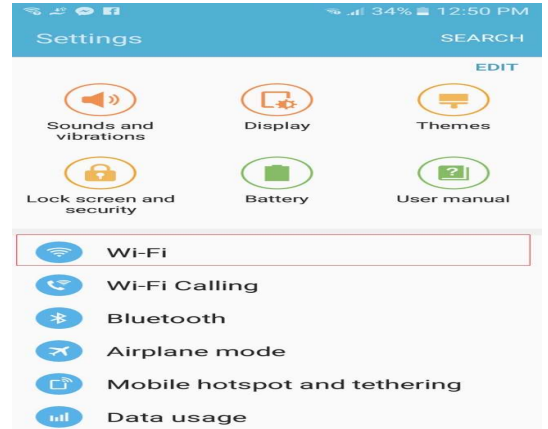 34% 12:50 PM
Settings SEARCH
EDIT
Sounds and vibrations
Display
Themes
Lock screen and security
Battery
User manual
Wi-Fi
Wi-Fi Calling
Bluetooth
Airplane mode
Mobile hotspot and tethering
Data usage